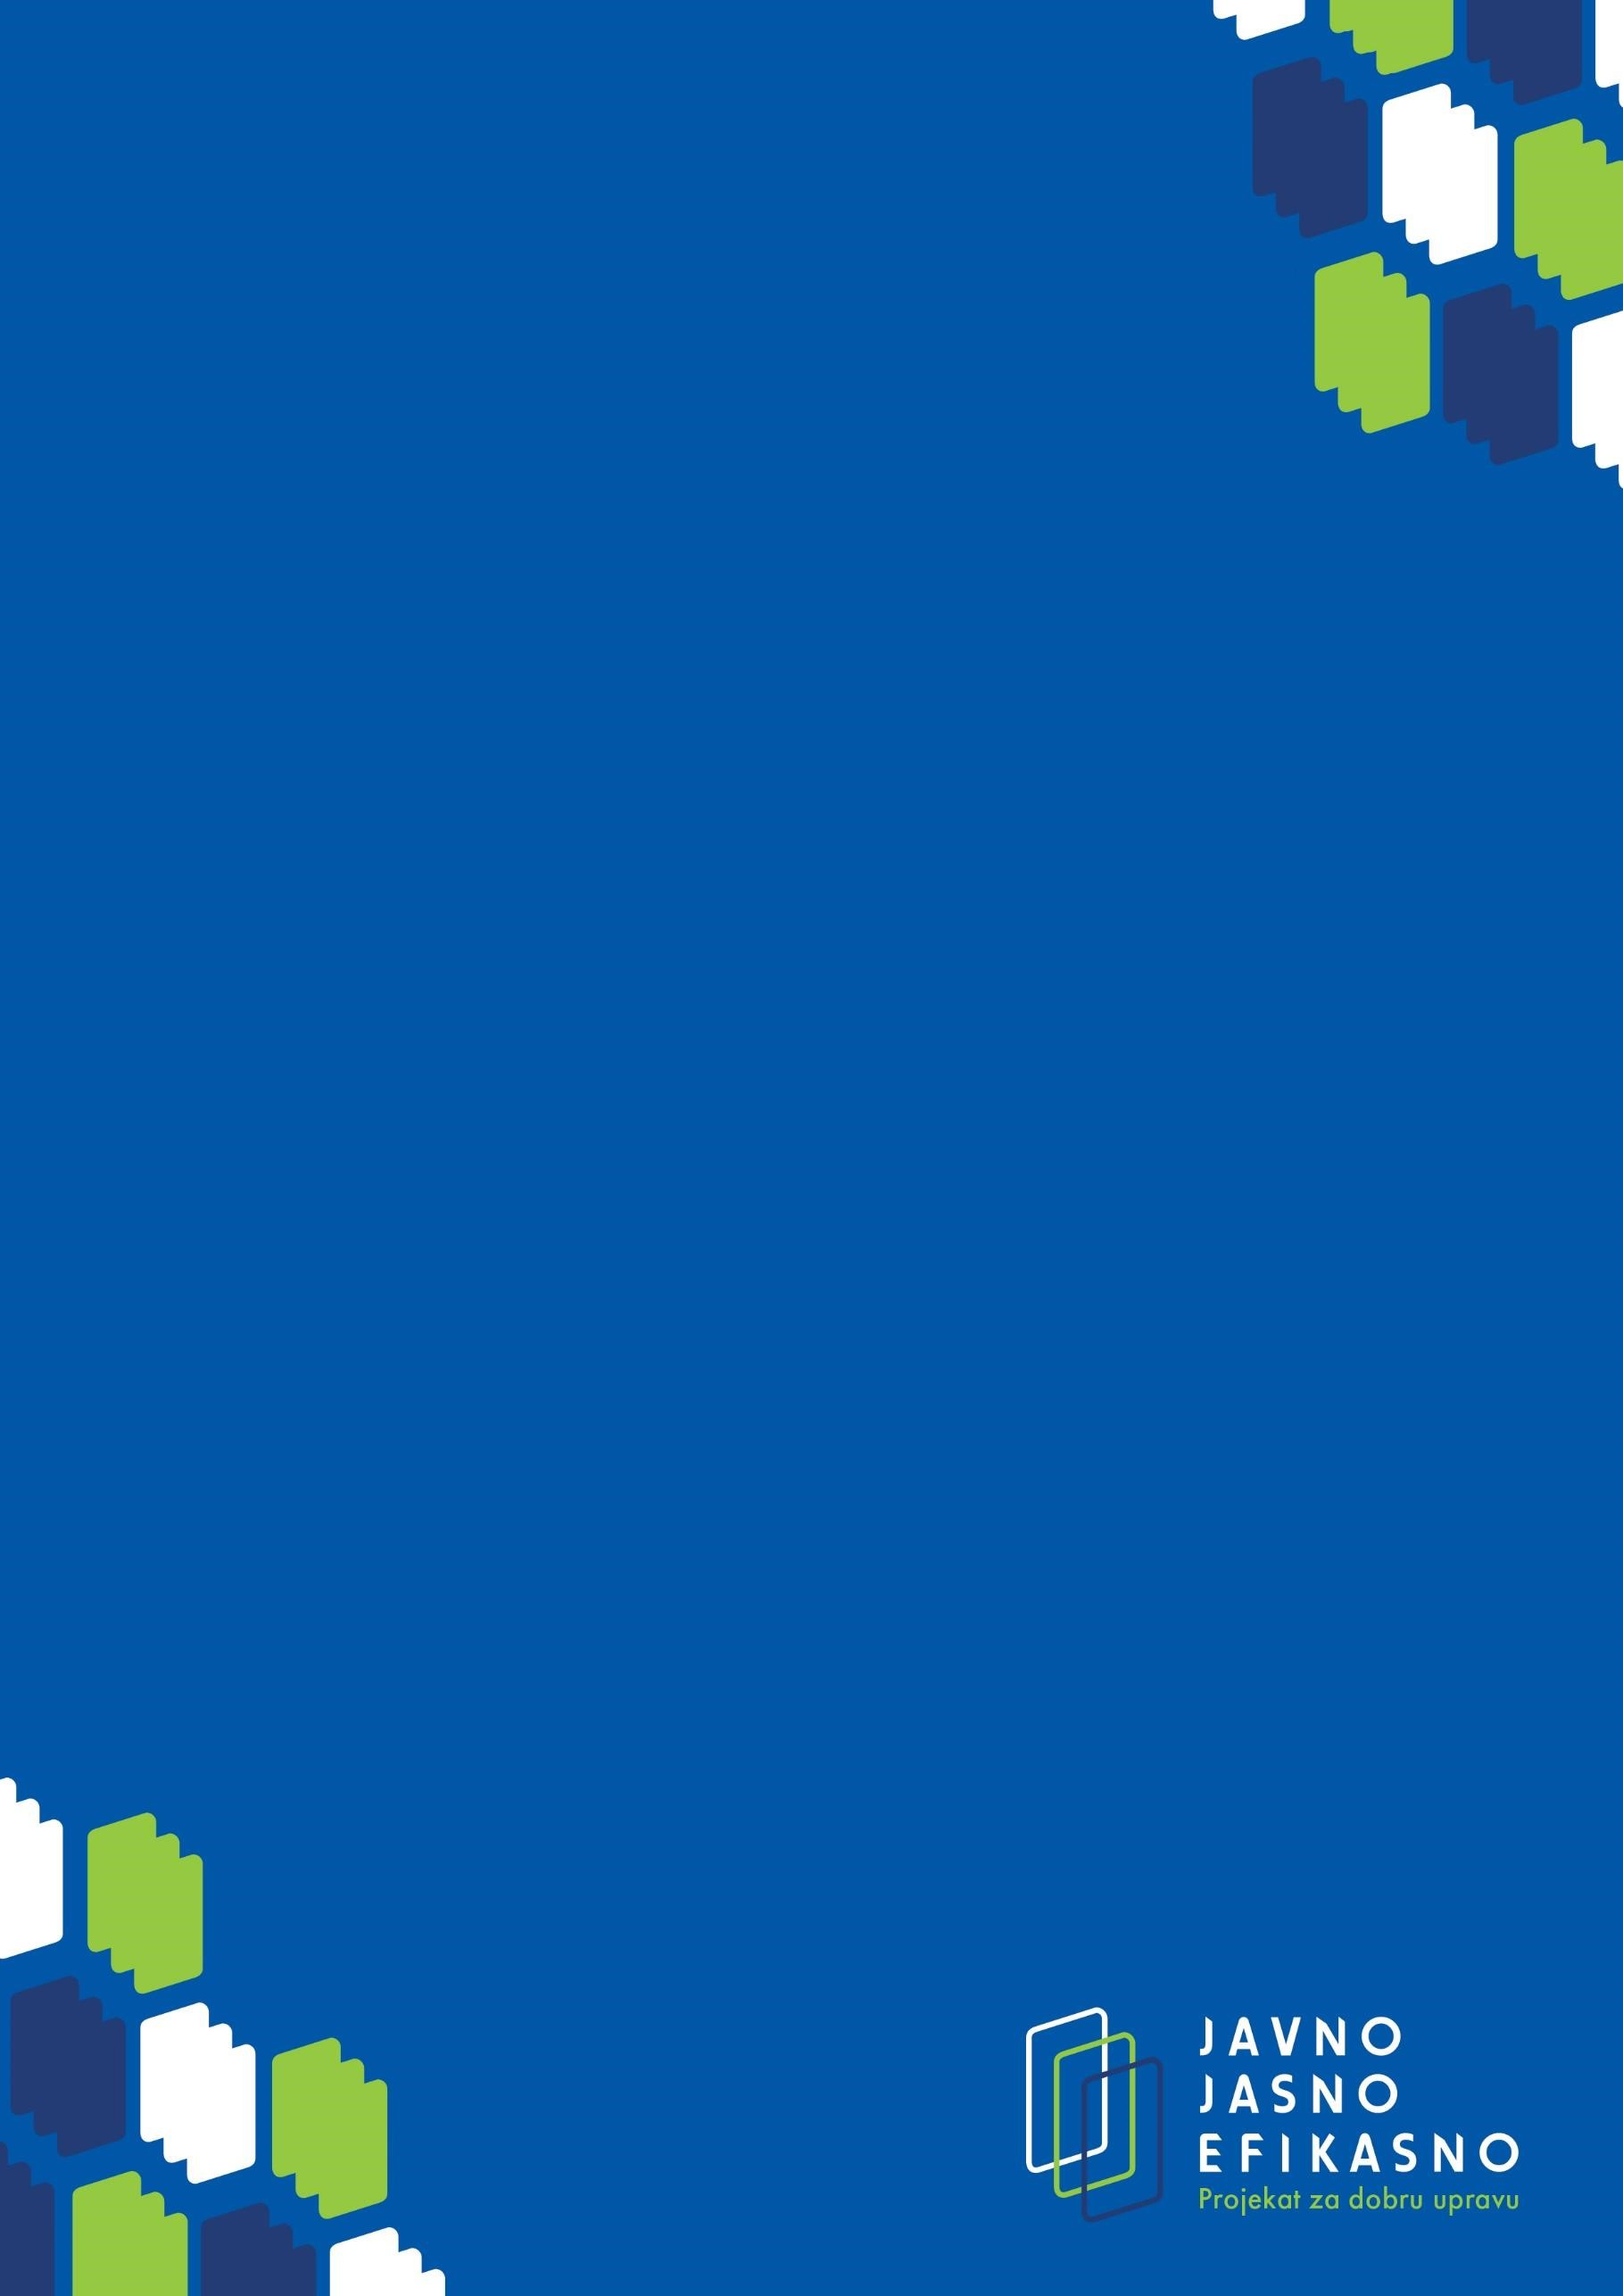 JAVNO
JASNO
EFIKASNO
Projekat za dobru upravu